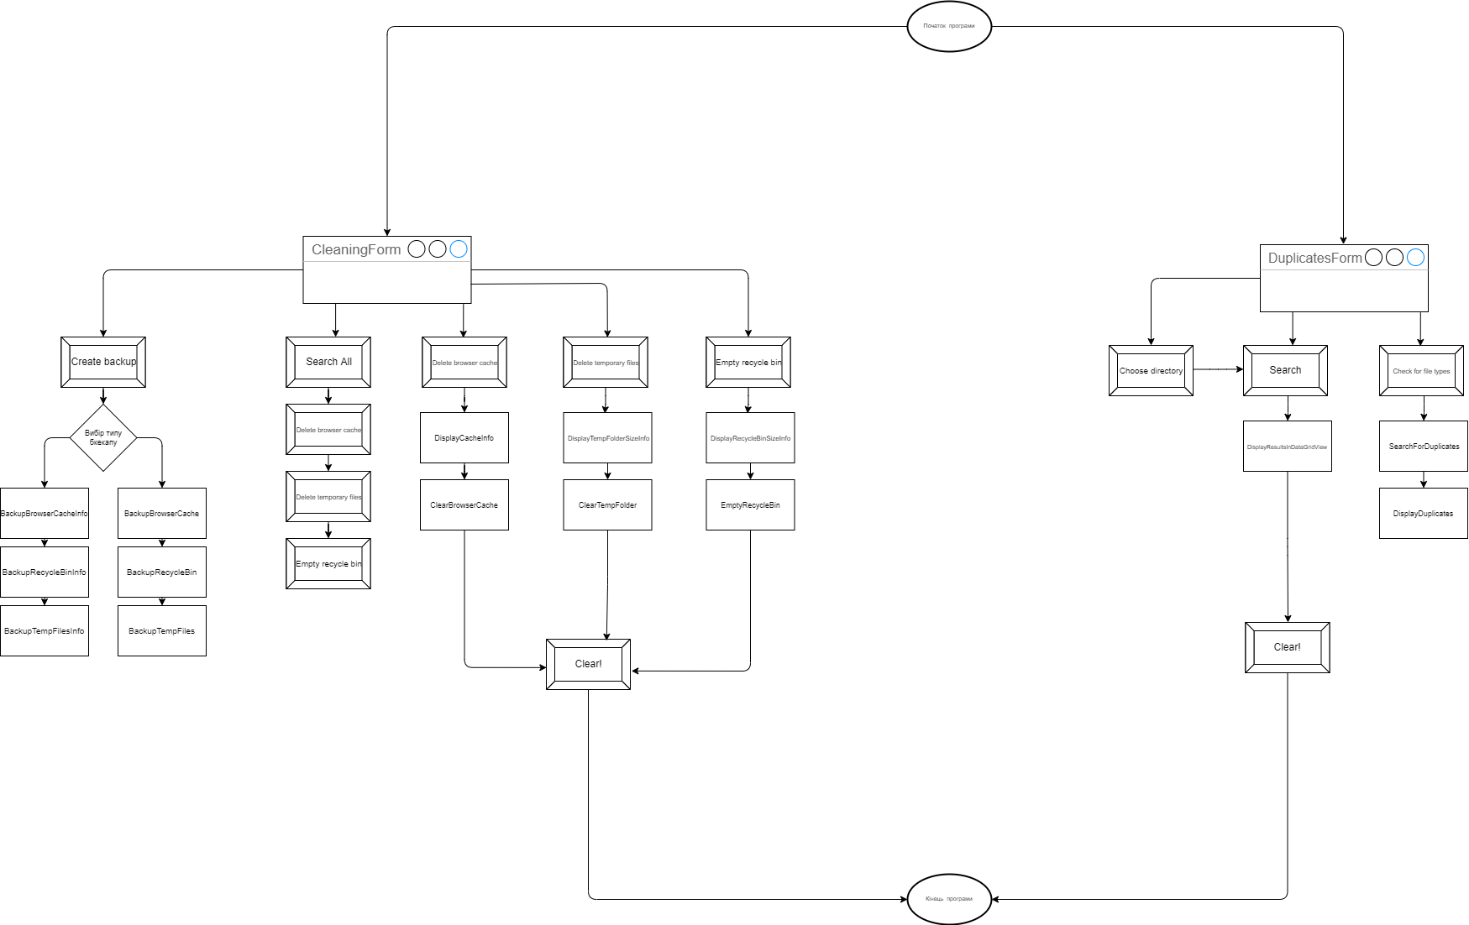 Початок програми
CleaningForm
DuplicatesForm
Create backup
Search All
Delete browser cache
Delete temporary files
Empty recycle bin
Choose directory
Search
Check for file types
Вибір типу
бкекапу
Delete browser cache
DisplayCacheInfo
DisplayTempFolderSizeInfo
DisplayRecycleBinSizeInfo
DisplayResultsInDataGridView
SearchForDuplicates
BackupBrowserCacheInfo
BackupBrowserCache
Delete temporary files
ClearBrowserCache
ClearTempFolder
EmptyRecycleBin
DisplayDuplicates
BackupRecycleBinInfo
BackupRecycleBin
Empty recycle bin
BackupTempFilesInfo
BackupTempFiles
Clear!
Clear!
Кінець програми